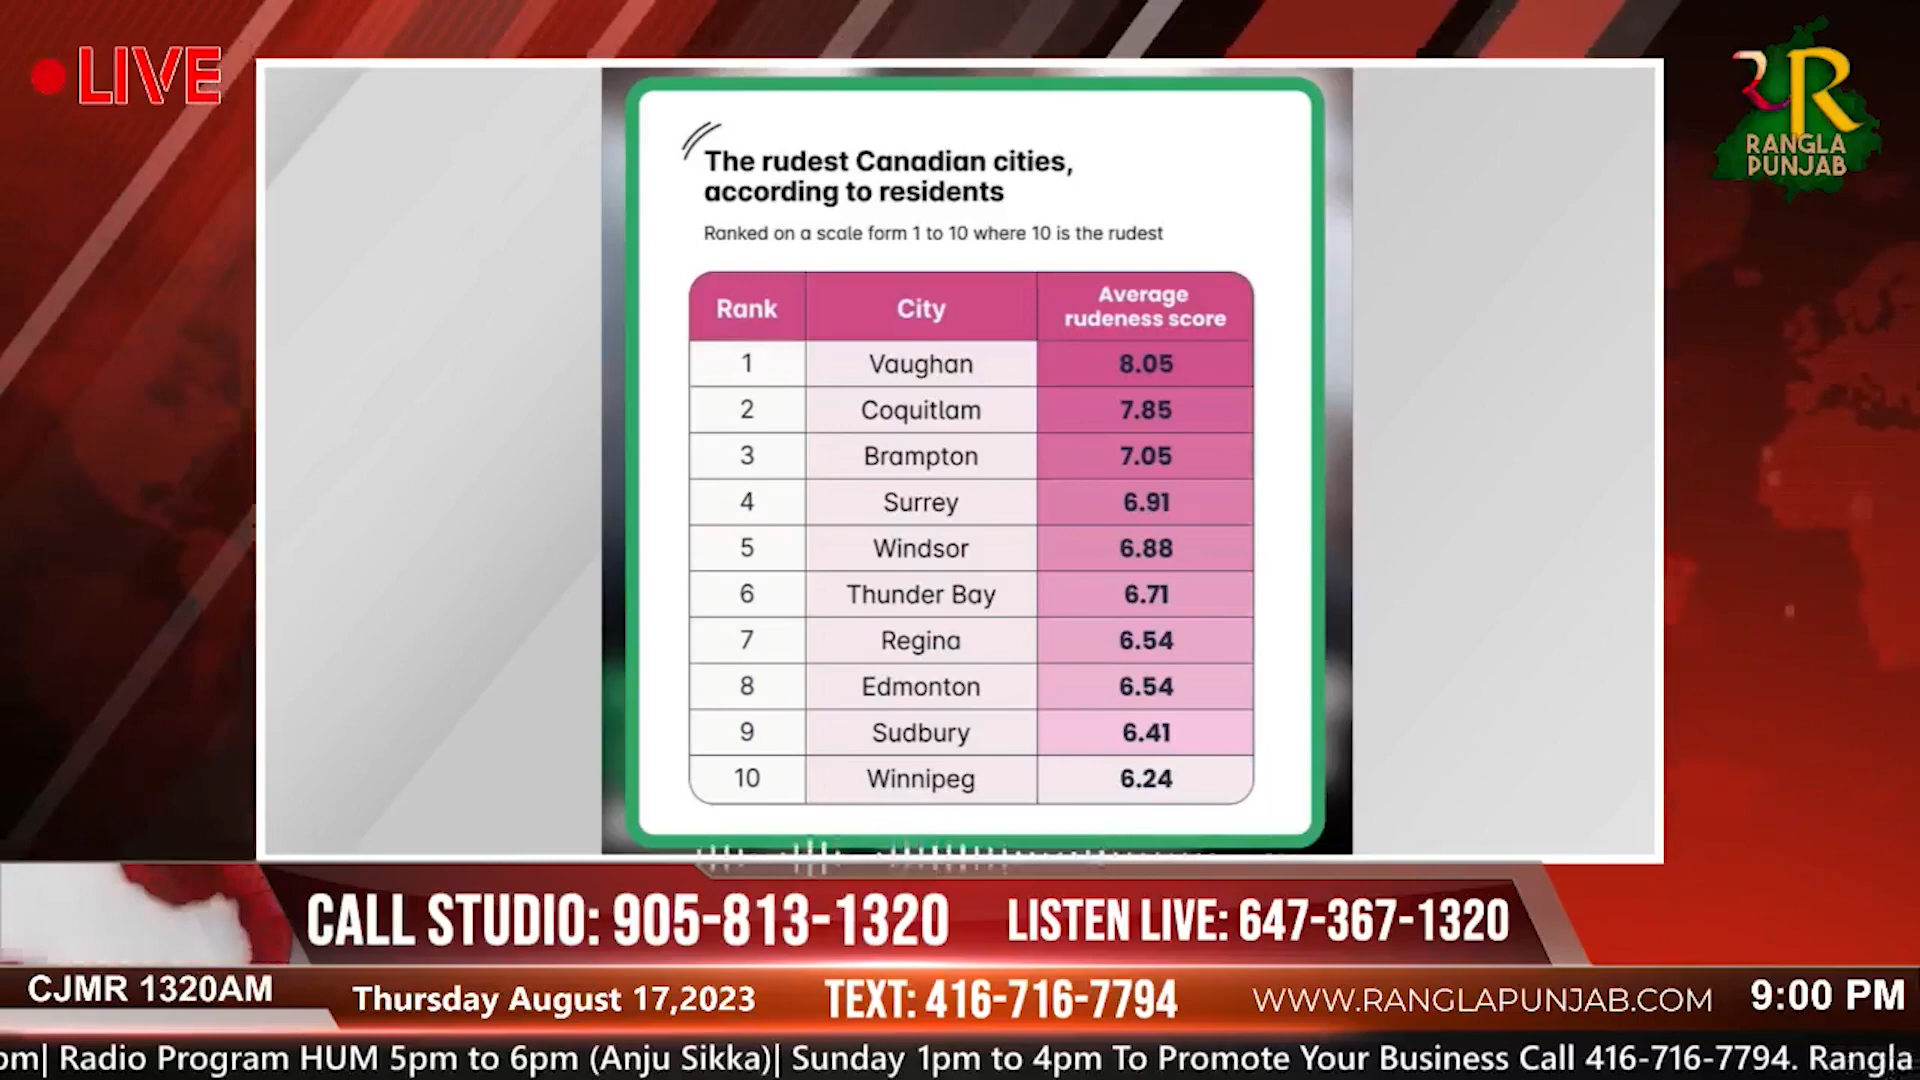 LIVE
RANGLA
PUNJAB
The rudest Canadian cities,
according to residents
Ranked on a scale form 1 to 10 where 10 is the rudest
Rank City Average rudeness score
1 Vaughan 8.05
2 Coquitlam 7.85
3 Brampton 7.05
4 Surrey 6.91
5 Windsor 6.88
6 Thunder Bay 6.71
7 Regina 6.54
8 Edmonton 6.54
9 Sudbury 6.41
10 Winnipeg 6.24
CALL STUDIO: 905-813-1320 LISTEN LIVE: 647-367-1320
CJMR 1320AM Thursday August 17,2023 TEXT: 416-716-7794 WWW.RANGLAPUNJAB.COM 9:00 PM
pm| Radio Program HUM 5pm to 6pm (Anju Sikka)| Sunday 1pm to 4pm To Promote Your Business Call 416-716-7794. Rangla